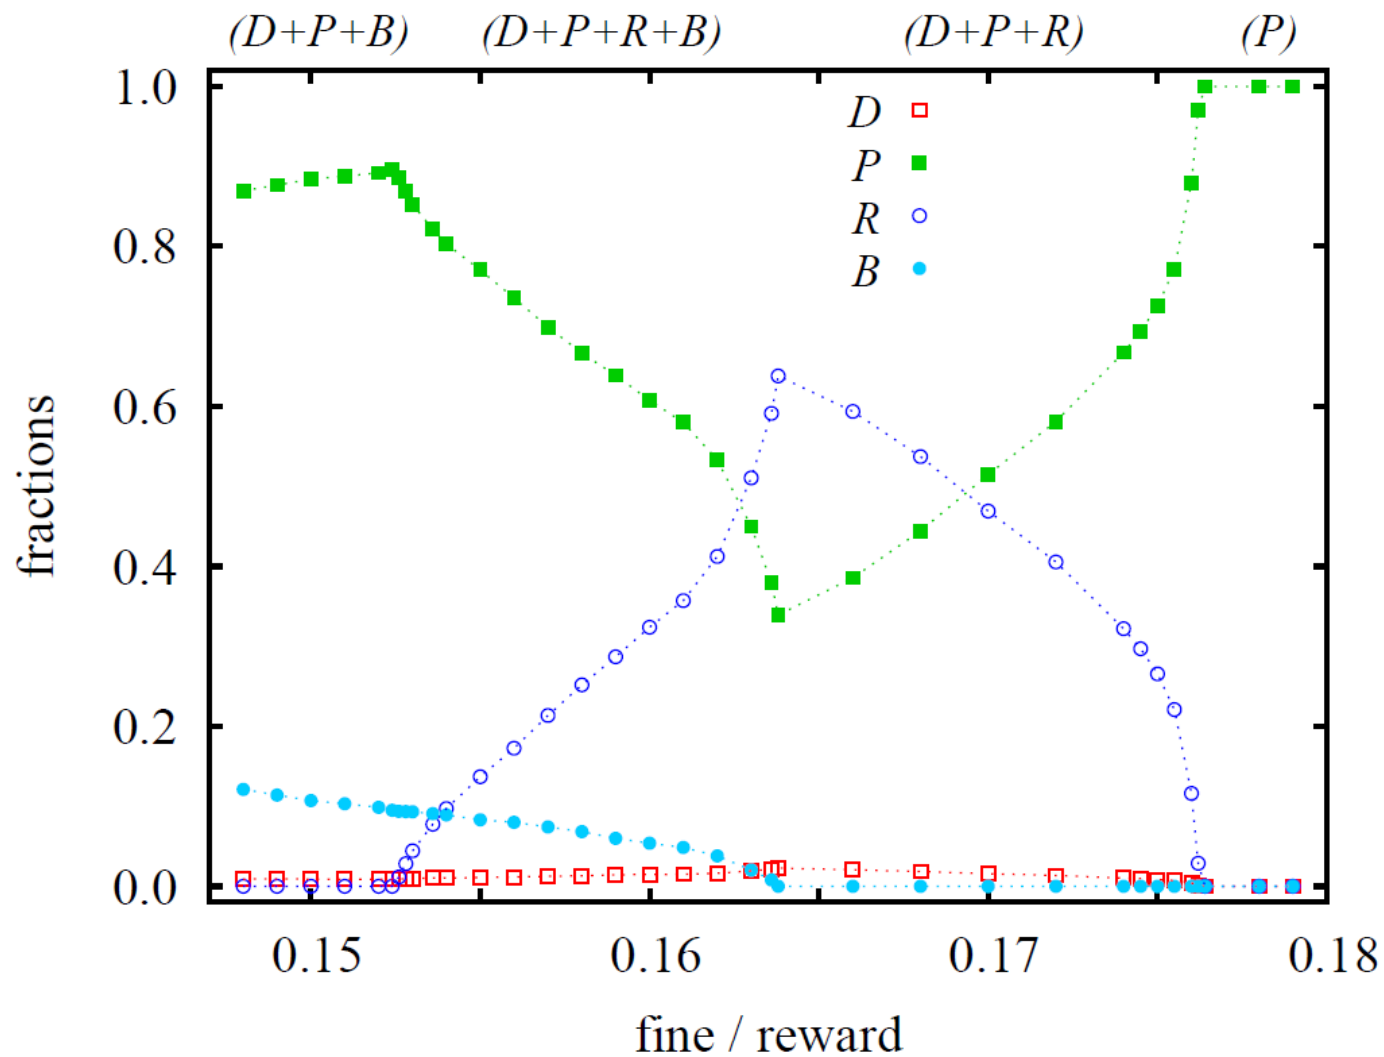 (D+P+B) (D+P+R+B) (D+P+R) (P)
1.0
0.8
0.6
0.4
0.2
0.0
fractions
D
P
R
B
0.15 0.16 0.17 0.18
fine / reward